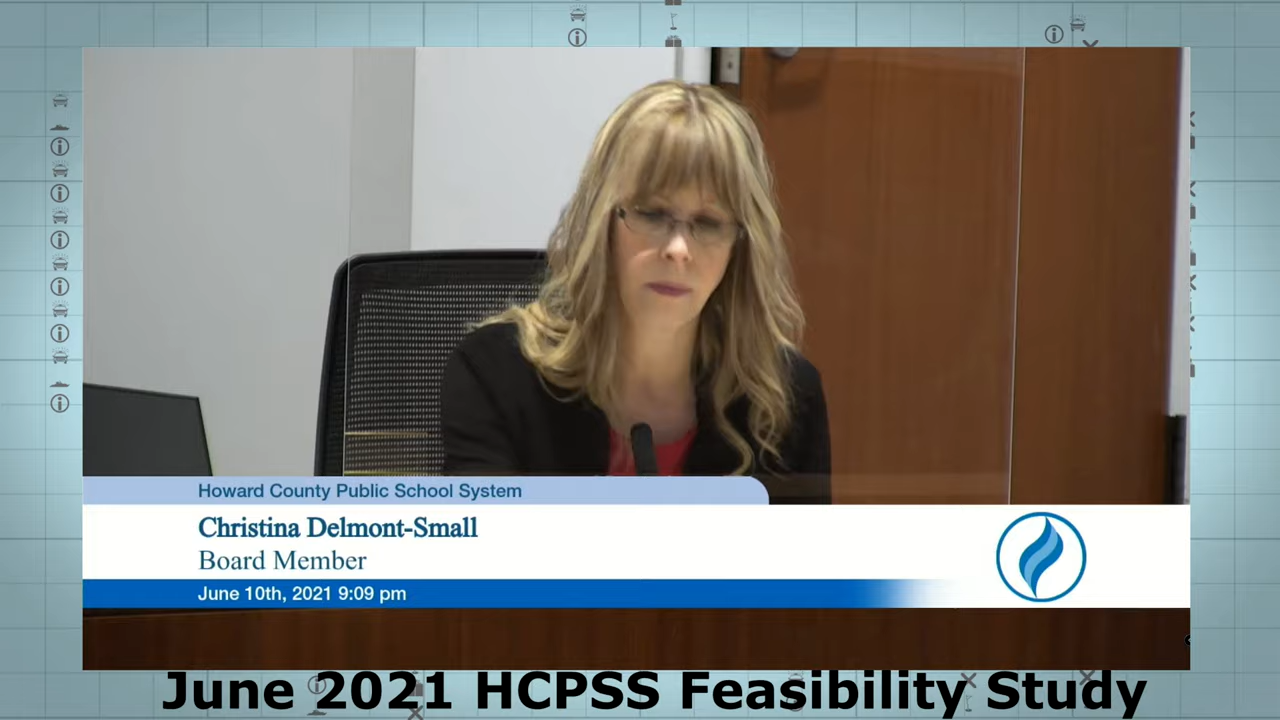 Howard County Public School System
Christina Delmont-Small
Board Member
June 10th, 2021 9:09 pm
June 2021 HCPSS Feasibility Study